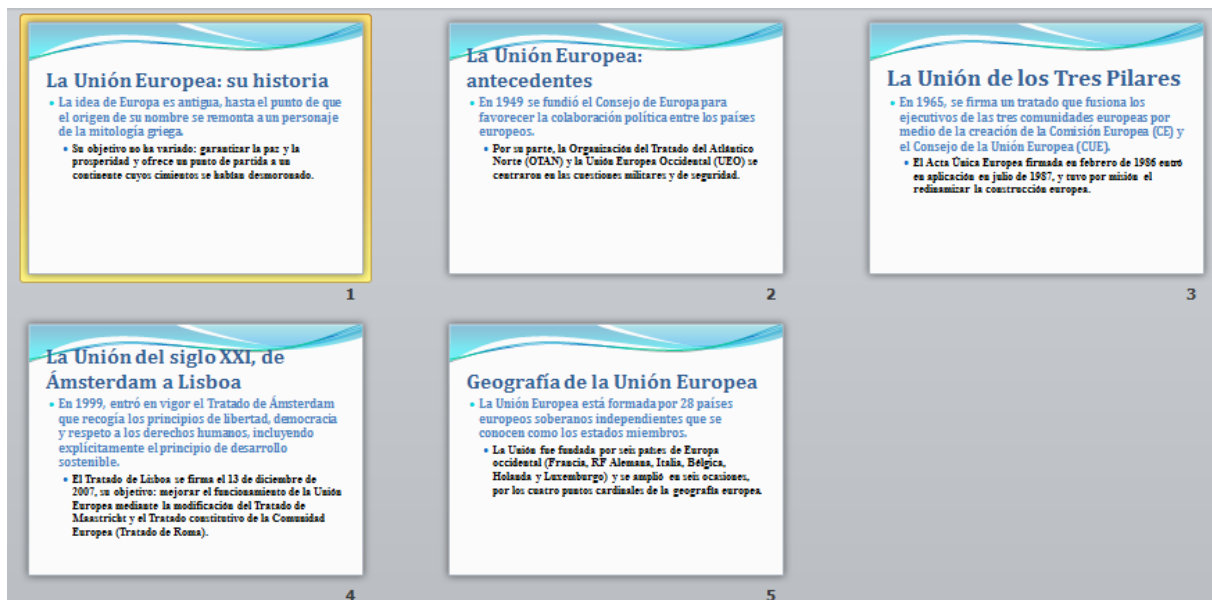 La Unión Europea: su historia
• La idea de Europa es antigua, hasta el punto de que
el origen de su nombre se remonta a un personaje
de la mitología griega.
• Su objetivo no ha variado: garantizar la paz y la
prosperidad y ofrece un punto de partida a un
continente cuyos cimientos se habían desmoronado.
1
La Unión Europea:
antecedentes
• En 1949 se fundió el Consejo de Europa para
favorecer la colaboración política entre los países
europeos.
• Por su parte, la Organización del Tratado del Atlántico
Norte (OTAN) y la Unión Europea Occidental (UEO) se
centraron en las cuestiones militares y de seguridad.
2
La Unión de los Tres Pilares
• En 1965, se firma un tratado que fusiona los
ejecutivos de las tres comunidades europeas por
medio de la creación de la Comisión Europea (CE) y
el Consejo de la Unión Europea (CUE).
• El Acta Única Europea firmada en febrero de 1986 entró
en aplicación en julio de 1987, y tuvo por misión el
redinamizar la construcción europea.
3
La Unión del siglo XXI, de
Ámsterdam a Lisboa
• En 1999, entró en vigor el Tratado de Ámsterdam
que recogía los principios de libertad, democracia
y respeto a los derechos humanos, incluyendo
explícitamente el principio de desarrollo
sostenible.
• El Tratado de Lisboa se firma el 13 de diciembre de
2007, su objetivo: mejorar el funcionamiento de la Unión
Europea mediante la modificación del Tratado de
Maastricht y el Tratado constitutivo de la Comunidad
Europea (Tratado de Roma).
4
Geografía de la Unión Europea
• La Unión Europea está formada por 28 países
europeos soberanos independientes que se
conocen como los estados miembros.
• La Unión fue fundada por seis países de Europa
occidental (Francia, RF Alemana, Italia, Bélgica,
Holanda y Luxemburgo) y se amplió en seis ocasiones,
por los cuatro puntos cardinales de la geografía europea.
5